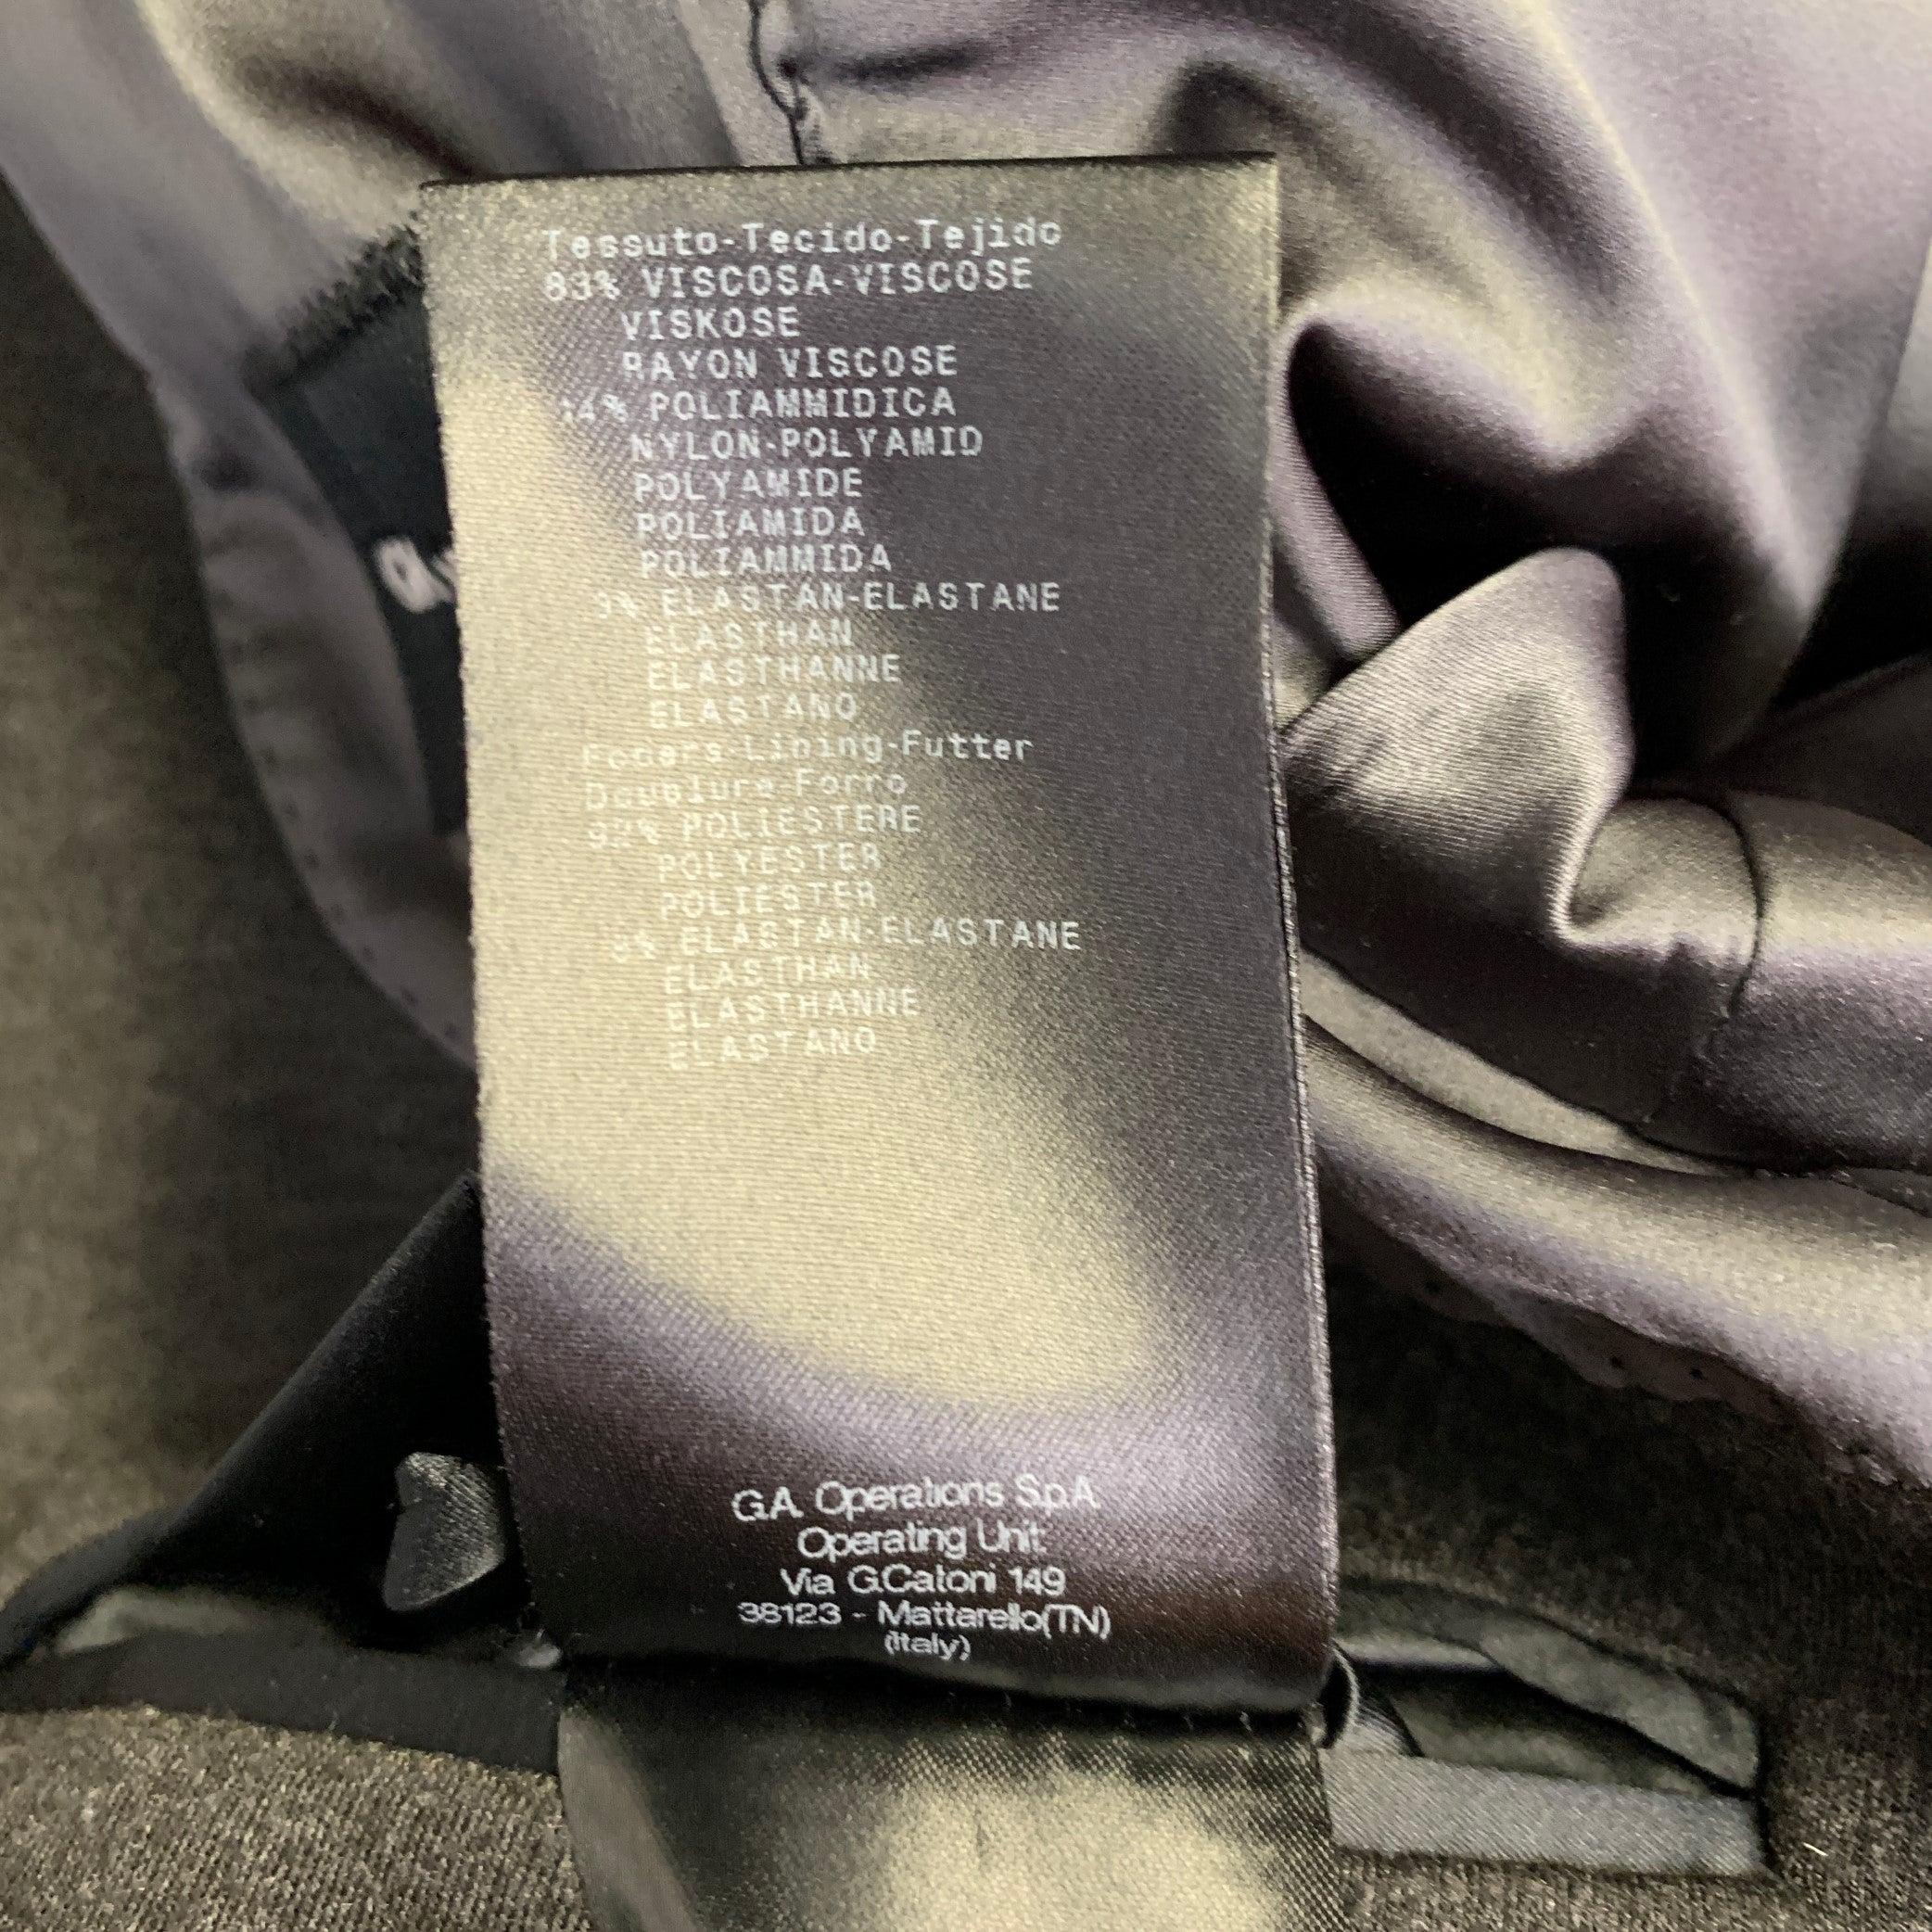 Tessuto-Tecido-Tejido
83% VISCOSA-VISCOSE
VISKOSE
RAYON VISCOSE
14% POLIAMMIDICA
NYLON-POLYAMID
POLYAMIDE
POLIAMIDA
POLIAMMIDA
3% ELASTAN-ELASTANE
ELASTHAN
ELASTHANNE
ELASTANO
Fodera-Lining-Futter
Doublure-Forro
92% POLIESTERE
POLYESTER
POLIESTER
8% ELASTAN-ELASTANE
ELASTHAN
ELASTHANNE
ELASTANO
G.A. Operations S.p.A.
Operating Unit:
Via G.Catoni 149
38123 - Mattarello(TN)
(Italy)